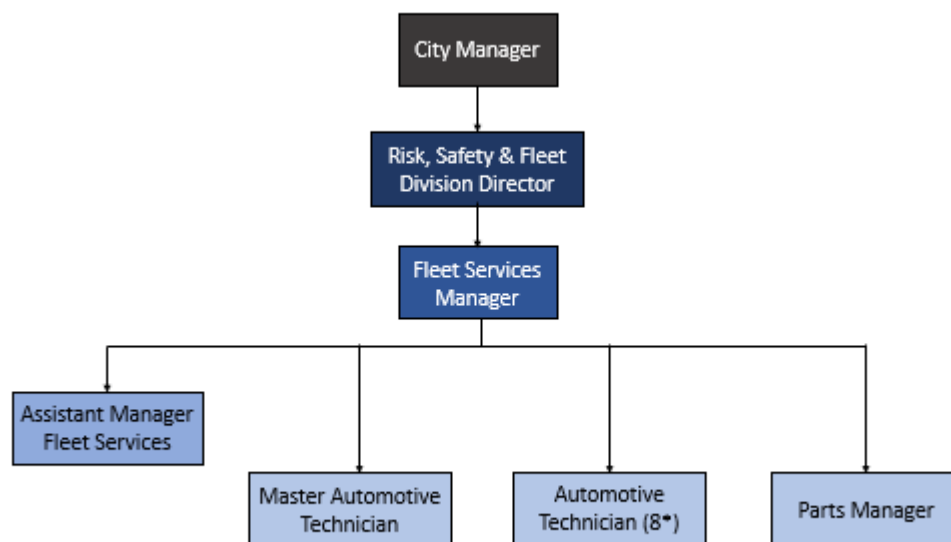 City Manager
Risk, Safety & Fleet
Division Director
Fleet Services
Manager
Assistant Manager
Fleet Services
Master Automotive
Technician
Automotive
Technician (8*)
Parts Manager